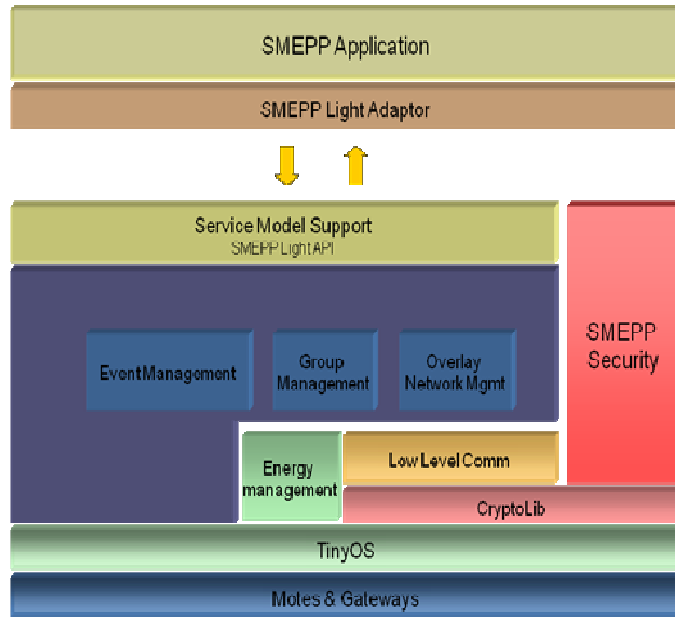 SMEPP Application
SMEPP Light Adaptor
Service Model Support
SMEPP Light API
SMEPP
Security
Event Management
Group
Management
Overlay
Network Mgmt
Energy
management
Low Level Comm
CryptoLib
TinyOS
Motes & Gateways